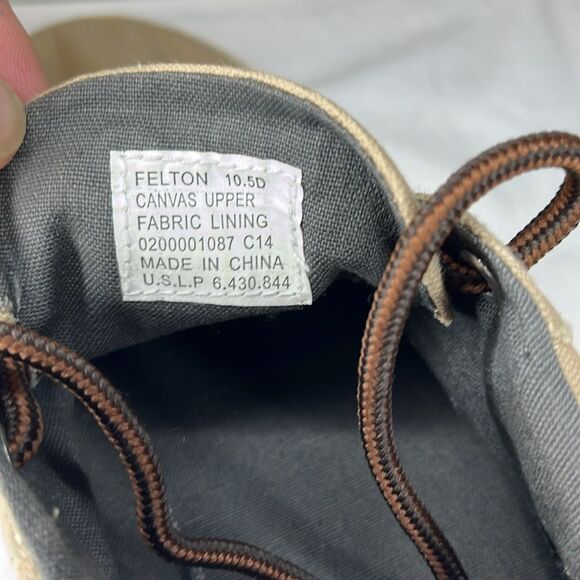 FELTON 10.5D
CANVAS UPPER
FABRIC LINING
0200001087 C14
MADE IN CHINA
U.S.L.P 6.430.844